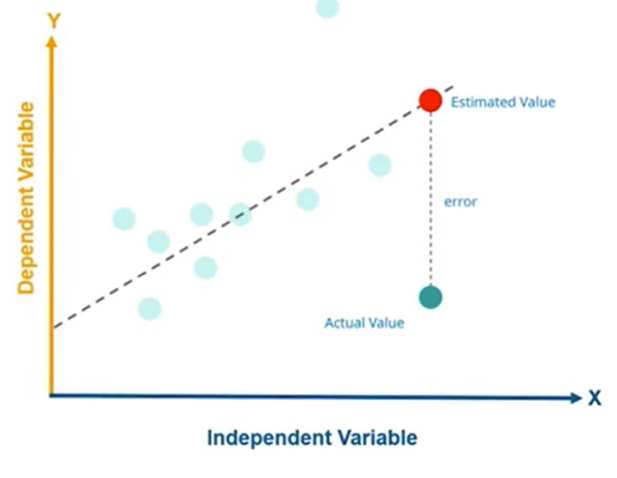 Y
Estimated Value
Dependent Variable
error
Actual Value
X
Independent Variable